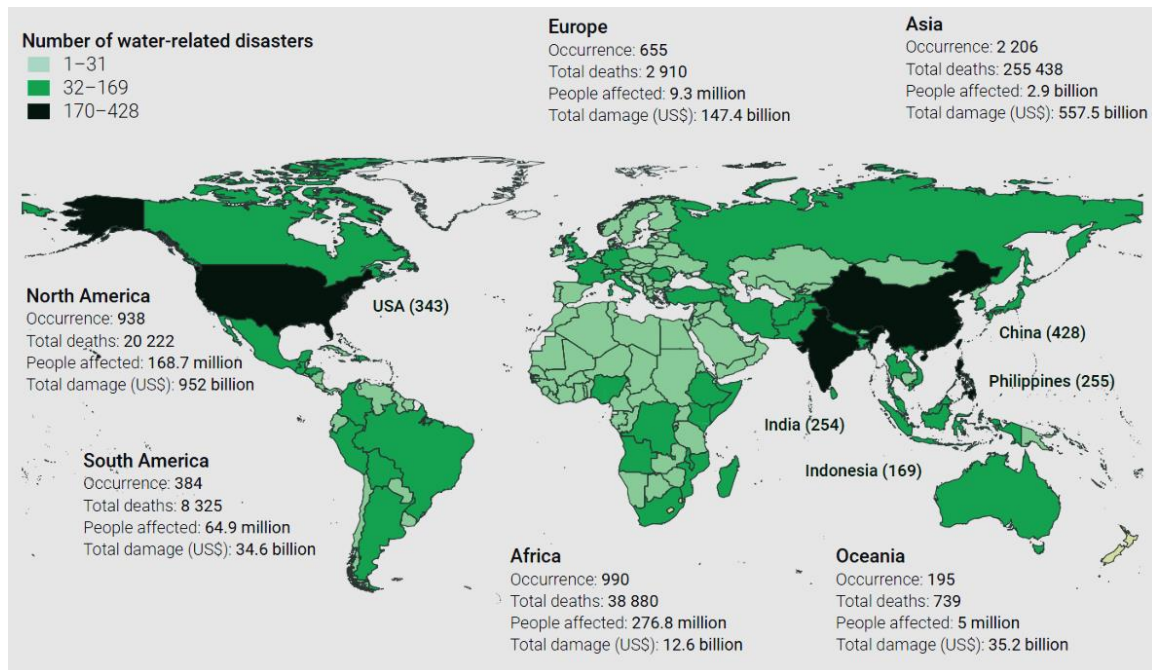 Number of water-related disasters
1–31
32–169
170–428
Europe
Occurrence: 655
Total deaths: 2 910
People affected: 9.3 million
Total damage (US$): 147.4 billion
Asia
Occurrence: 2 206
Total deaths: 255 438
People affected: 2.9 billion
Total damage (US$): 557.5 billion
North America
Occurrence: 938
Total deaths: 20 222
People affected: 168.7 million
Total damage (US$): 952 billion
USA (343)
China (428)
Philippines (255)
India (254)
Indonesia (169)
South America
Occurrence: 384
Total deaths: 8 325
People affected: 64.9 million
Total damage (US$): 34.6 billion
Africa
Occurrence: 990
Total deaths: 38 880
People affected: 276.8 million
Total damage (US$): 12.6 billion
Oceania
Occurrence: 195
Total deaths: 739
People affected: 5 million
Total damage (US$): 35.2 billion